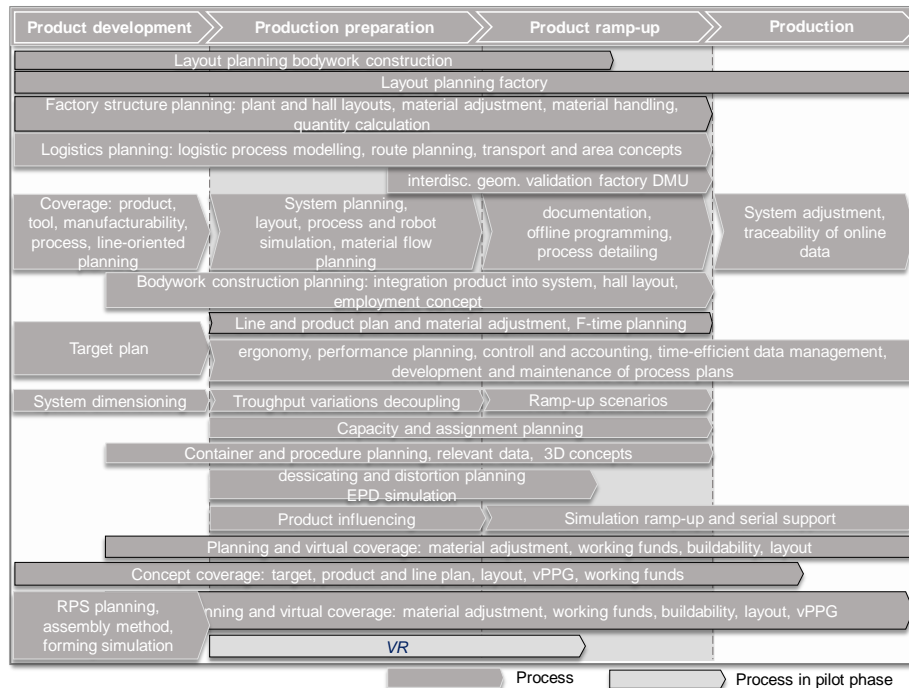 Product development
Production preparation
Product ramp-up
Production
Layout planning bodywork construction
Layout planning factory
Factory structure planning: plant and hall layouts, material adjustment, material handling,
quantity calculation
Logistics planning: logistic process modelling, route planning, transport and area concepts
interdisc. geom. validation factory DMU
Coverage: product,
tool, manufacturability,
process, line-oriented
planning
System planning,
layout, process and robot
simulation, material flow
planning
documentation,
offline programming,
process detailing
System adjustment,
traceability of online
data
Bodywork construction planning: integration product into system, hall layout,
employment concept
Line and product plan and material adjustment, F-time planning
Target plan
ergonomy, performance planning, controll and accounting, time-efficient data management,
development and maintenance of process plans
System dimensioning
Troughput variations decoupling
Ramp-up scenarios
Capacity and assignment planning
Container and procedure planning, relevant data, 3D concepts
dessicating and distortion planning
EPD simulation
Product influencing
Simulation ramp-up and serial support
Planning and virtual coverage: material adjustment, working funds, buildability, layout
Concept coverage: target, product and line plan, layout, vPPG, working funds
RPS planning,
assembly method,
forming simulation
and virtual coverage: material adjustment, working funds, buildability, layout, vPPG
VR
Process
Process in pilot phase